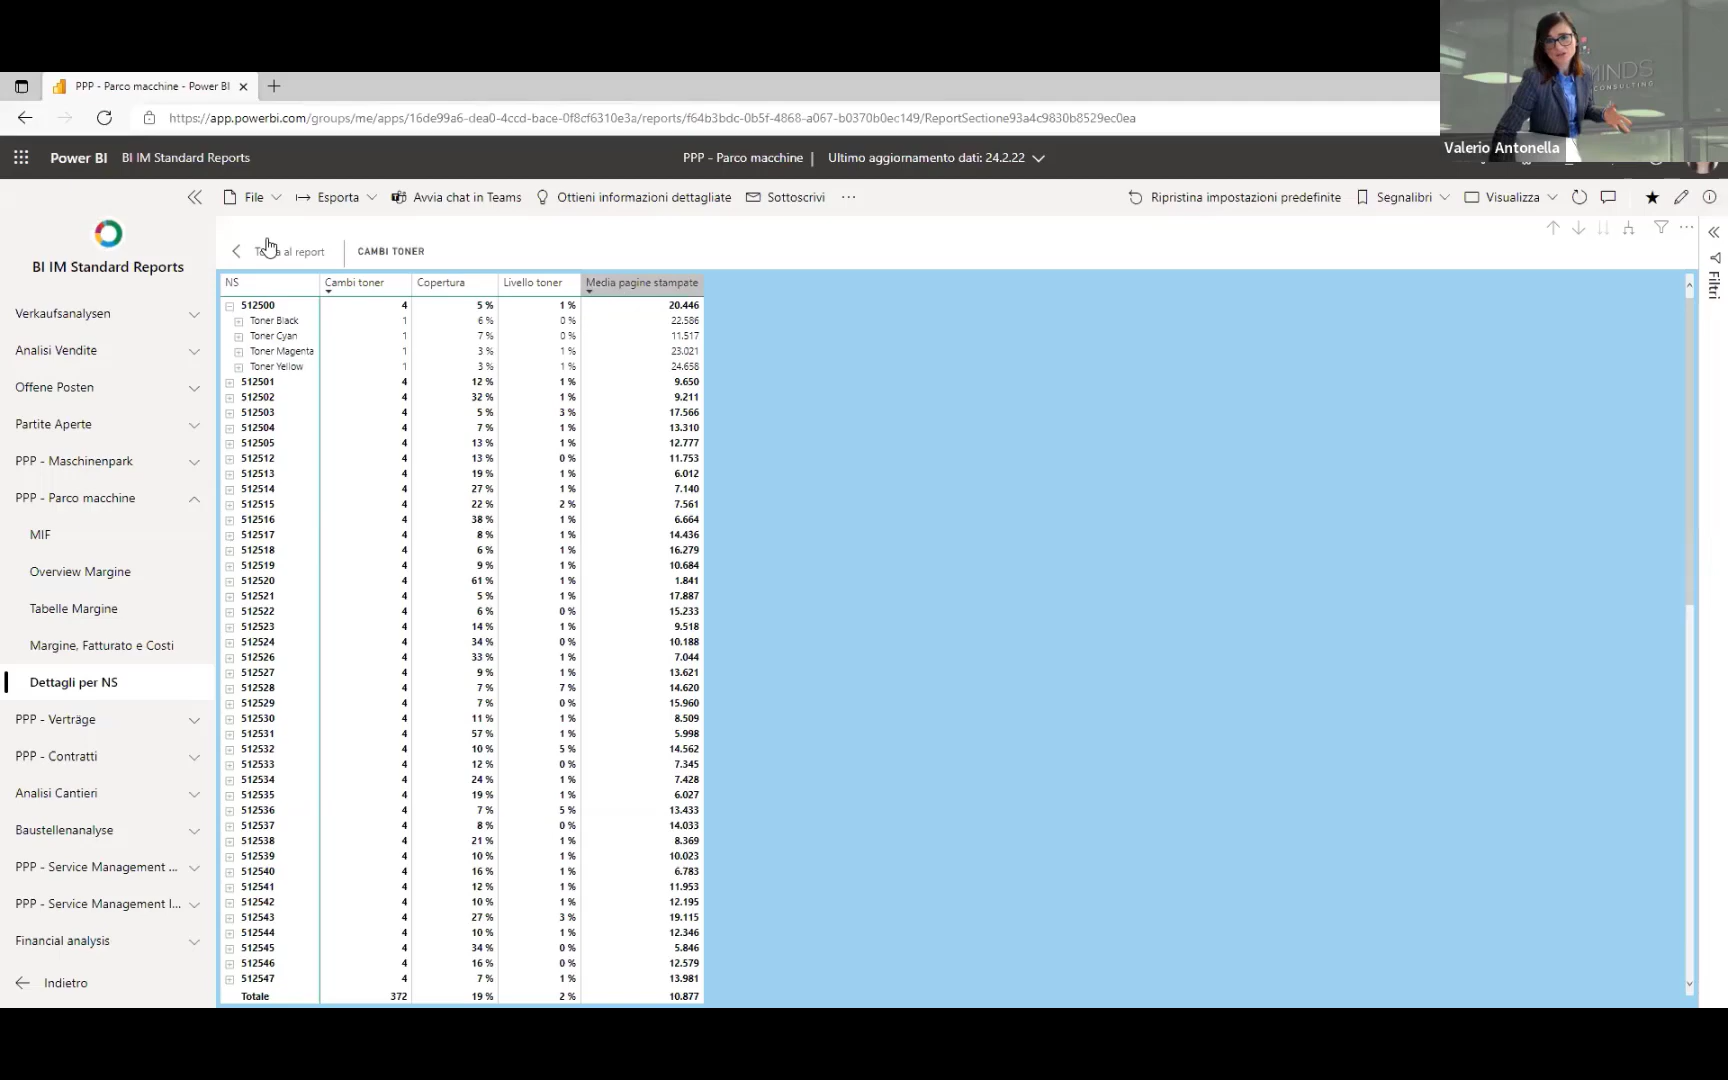 MINDS
CONSULTING
Valerio Antonella
PPP - Parco macchine - Power BI
https://app.powerbi.com/groups/me/apps/16de99a6-dea0-4ccd-bace-0f8cf6310e3a/reports/f64b3bdc-0b5f-4868-a067-b0370b0ec149/ReportSectione93a4c9830b8529ec0ea
Power BI BI IM Standard Reports PPP - Parco macchine | Ultimo aggiornamento dati: 24.2.22
File Esporta Avvia chat in Teams Ottieni informazioni dettagliate Sottoscrivi ... Ripristina impostazioni predefinite Segnalibri Visualizza
al report CAMBI TONER
Filtri
BI IM Standard Reports
Verkaufsanalysen
Analisi Vendite
Offene Posten
Partite Aperte
PPP - Maschinenpark
PPP - Parco macchine
MIF
Overview Margine
Tabelle Margine
Margine, Fatturato e Costi
Dettagli per NS
PPP - Verträge
PPP - Contratti
Analisi Cantieri
Baustellenanalyse
PPP - Service Management ...
PPP - Service Management I...
Financial analysis
Indietro
NS Cambi toner Copertura Livello toner Media pagine stampate
512500 4 5 % 1 % 20.446
Toner Black 1 6 % 0 % 22.586
Toner Cyan 1 7 % 0 % 11.517
Toner Magenta 1 3 % 1 % 23.021
Toner Yellow 1 3 % 1 % 24.658
512501 4 12 % 1 % 9.650
512502 4 32 % 1 % 9.211
512503 4 5 % 3 % 17.566
512504 4 7 % 1 % 13.310
512505 4 13 % 1 % 12.777
512512 4 13 % 0 % 11.753
512513 4 19 % 1 % 6.012
512514 4 27 % 1 % 7.140
512515 4 22 % 2 % 7.561
512516 4 38 % 1 % 6.664
512517 4 8 % 1 % 14.436
512518 4 6 % 1 % 16.279
512519 4 9 % 1 % 10.684
512520 4 61 % 1 % 1.841
512521 4 5 % 1 % 17.887
512522 4 6 % 0 % 15.233
512523 4 14 % 1 % 9.518
512524 4 34 % 0 % 10.188
512526 4 33 % 1 % 7.044
512527 4 9 % 1 % 13.621
512528 4 7 % 7 % 14.620
512529 4 7 % 0 % 15.960
512530 4 11 % 1 % 8.509
512531 4 57 % 1 % 5.998
512532 4 10 % 5 % 14.562
512533 4 12 % 0 % 7.345
512534 4 24 % 1 % 7.428
512535 4 19 % 1 % 6.027
512536 4 7 % 5 % 13.433
512537 4 8 % 0 % 14.033
512538 4 21 % 1 % 8.369
512539 4 10 % 1 % 10.023
512540 4 16 % 1 % 6.783
512541 4 12 % 1 % 11.953
512542 4 10 % 1 % 12.195
512543 4 27 % 3 % 19.115
512544 4 10 % 1 % 12.346
512545 4 34 % 0 % 5.846
512546 4 16 % 0 % 12.579
512547 4 7 % 1 % 13.981
Totale 372 19 % 2 % 10.877